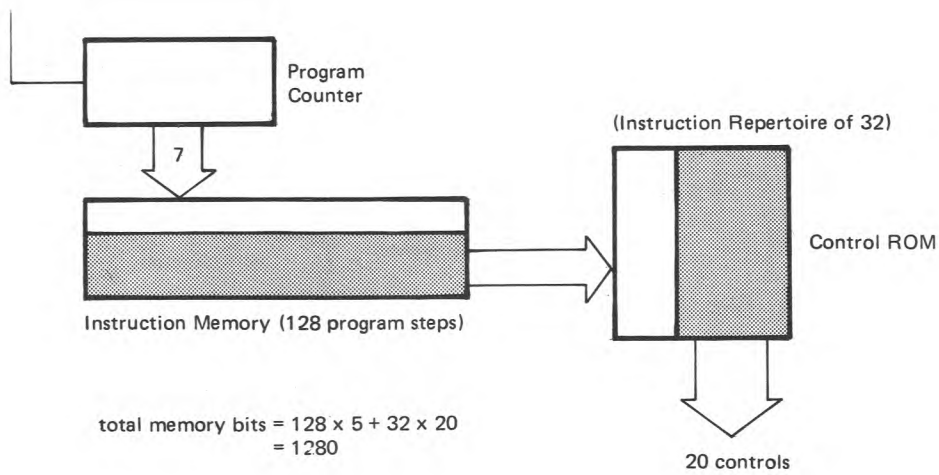 Program
Counter
7
(Instruction Repertoire of 32)
Control ROM
Instruction Memory (128 program steps)
total memory bits = 128 x 5 + 32 x 20
= 1280
20 controls